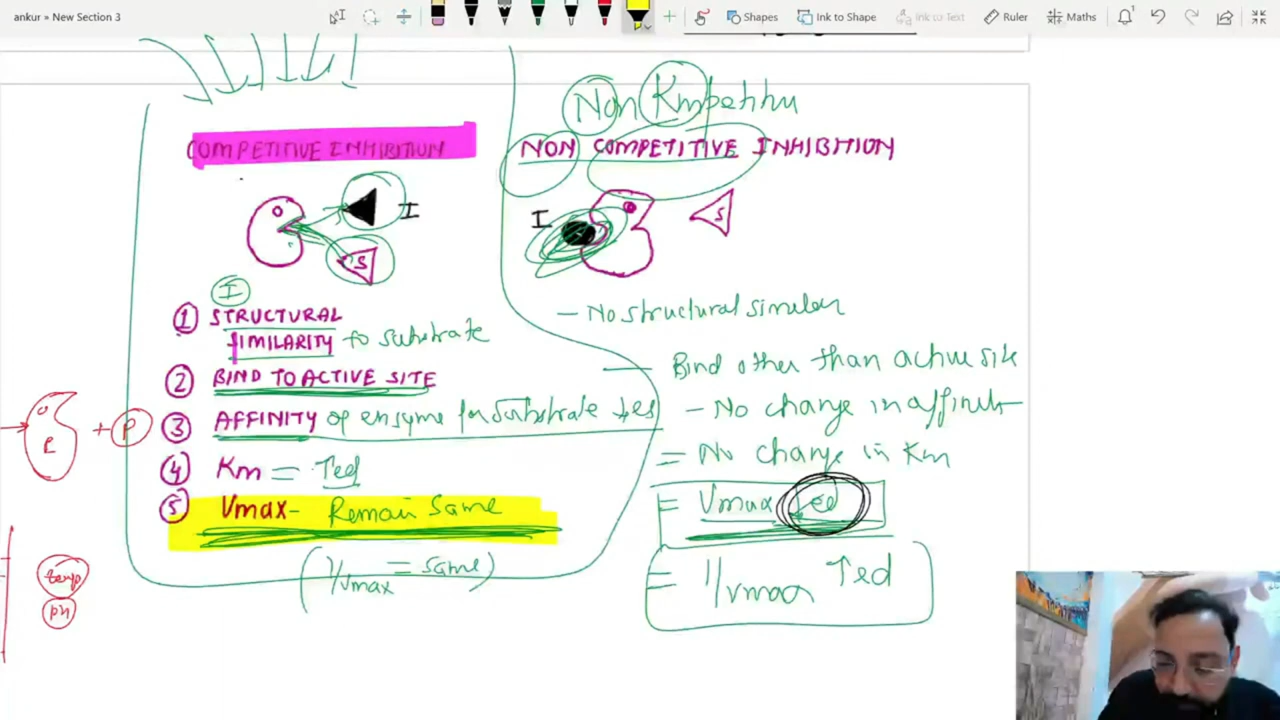 ankur » New Section 3
Shapes
Ink to Shape
Ink to Text
Ruler
Maths
COMPETITIVE INHIBITION
I
S
I
① STRUCTURAL
SIMILARITY to substrate
② BIND TO ACTIVE SITE
③ AFFINITY of enzyme for substrate ↓es
④ Km = ↑ed
⑤ Vmax- Remain Same
(1/Vmax = same)
Non Kmpetitu
NON COMPETITIVE INHIBITION
I
S
- No structural similar
Bind other than active site
- No change in affinity
= No change in Km
= Vmax ↓ed
= 1/vmax ↑ed
E
+ P
temp
pH